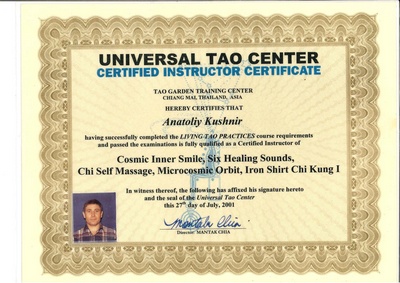 UNIVERSAL TAO CENTER
CERTIFIED INSTRUCTOR CERTIFICATE
TAO GARDEN TRAINING CENTER
CHIANG MAI, THAILAND, ASIA
HEREBY CERTIFIES THAT
Anatoliy Kushnir
having successfully completed the LIVING TAO PRACTICES course requirements
and passed the examinations is fully qualified as a Certified Instructor of
Cosmic Inner Smile, Six Healing Sounds,
Chi Self Massage, Microcosmic Orbit, Iron Shirt Chi Kung I
In witness thereof, the following has affixed his signature hereto
and the seal of the Universal Tao Center
this 27th day of July, 2001
Mantak Chia
Director: MANTAK CHIA